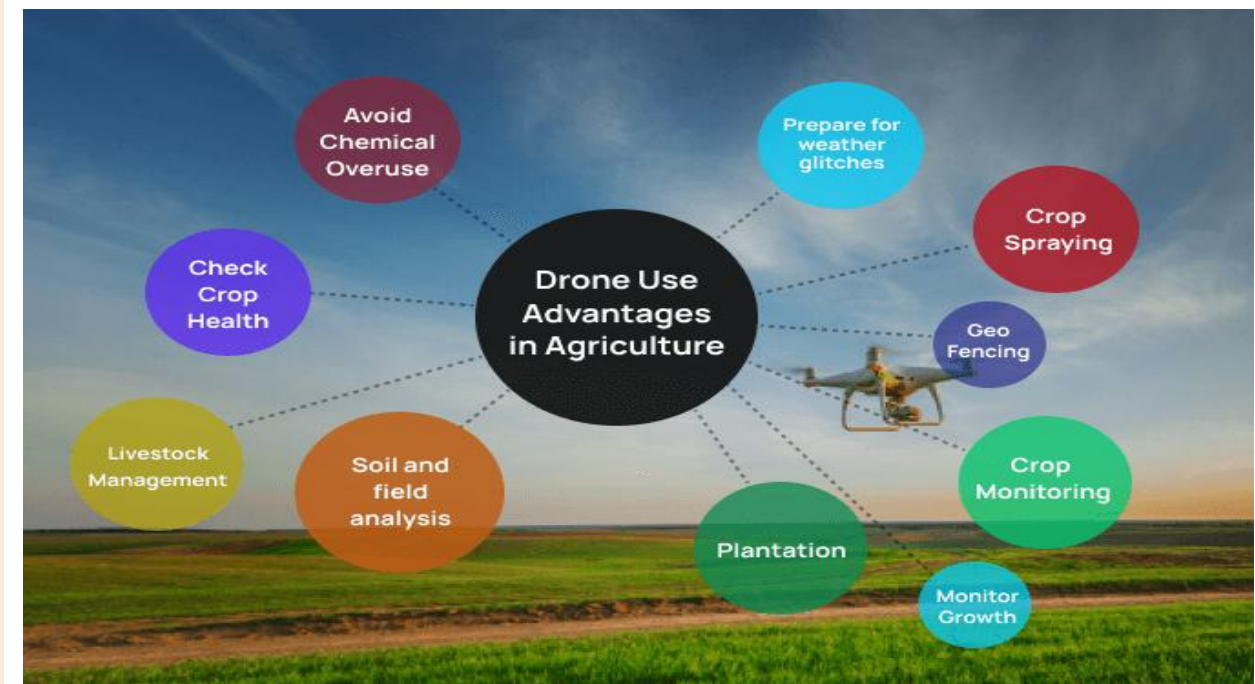 Avoid
Chemical
Overuse
Prepare for
weather
glitches
Crop
Spraying
Check
Crop
Health
Drone Use
Advantages
in Agriculture
Geo
Fencing
Livestock
Management
Soil and
field
analysis
Crop
Monitoring
Plantation
Monitor
Growth